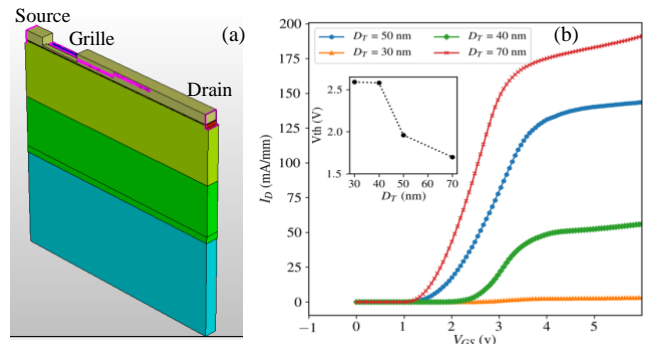 Source
(a)
Grille
Drain
(b)
D_T = 50 nm
D_T = 40 nm
D_T = 30 nm
D_T = 70 nm
I_D (mA/mm)
200
175
150
125
100
75
50
25
0
Vth (V)
2.5
2.0
1.5
30 40 50 60 70
D_T (nm)
−1 0 1 2 3 4 5
V_GS (v)